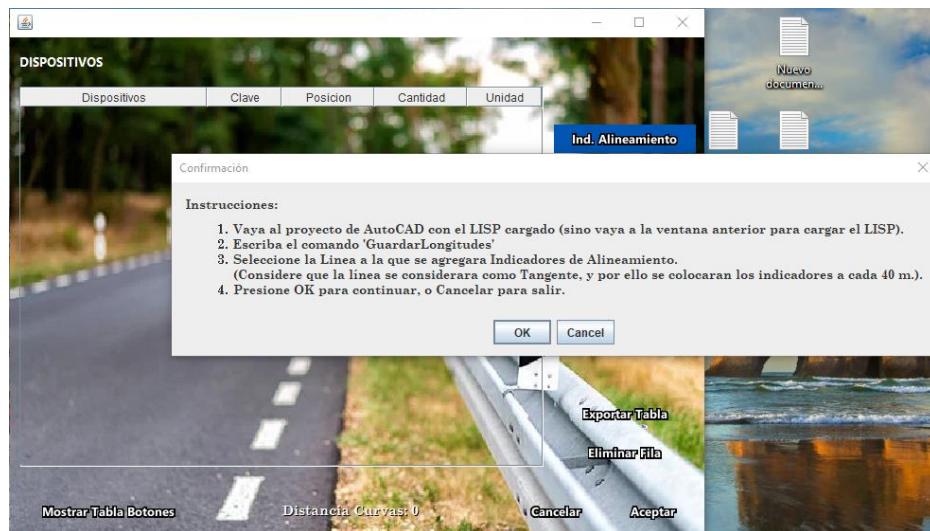 DISPOSITIVOS
Dispositivos Clave Posicion Cantidad Unidad
Nuevo
documen...
Ind. Alineamiento
Confirmación
Instrucciones:
1. Vaya al proyecto de AutoCAD con el LISP cargado (sino vaya a la ventana anterior para cargar el LISP).
2. Escriba el comando 'GuardarLongitudes'
3. Seleccione la Linea a la que se agregara Indicadores de Alineamiento.
(Considere que la línea se considerara como Tangente, y por ello se colocaran los indicadores a cada 40 m.).
4. Presione OK para continuar, o Cancelar para salir.
OK Cancel
Exportar Tabla
Eliminar Fila
Mostrar Tabla Botones Distancia Curvas: 0 Cancelar Aceptar